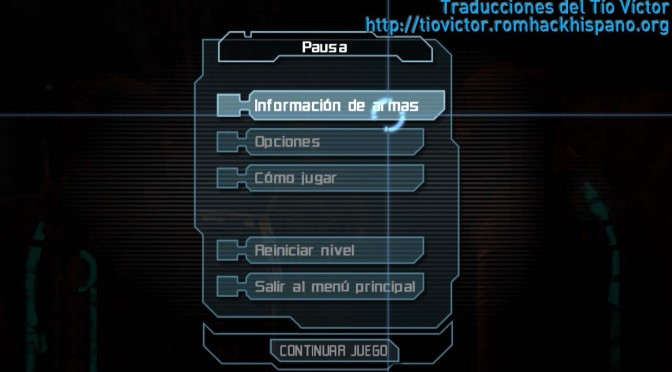 Traducciones del Tío Víctor
http://tiovictor.romhackhispano.org
Pausa
Información de armas
Opciones
Cómo jugar
Reiniciar nivel
Salir al menú principal
CONTINUAR JUEGO